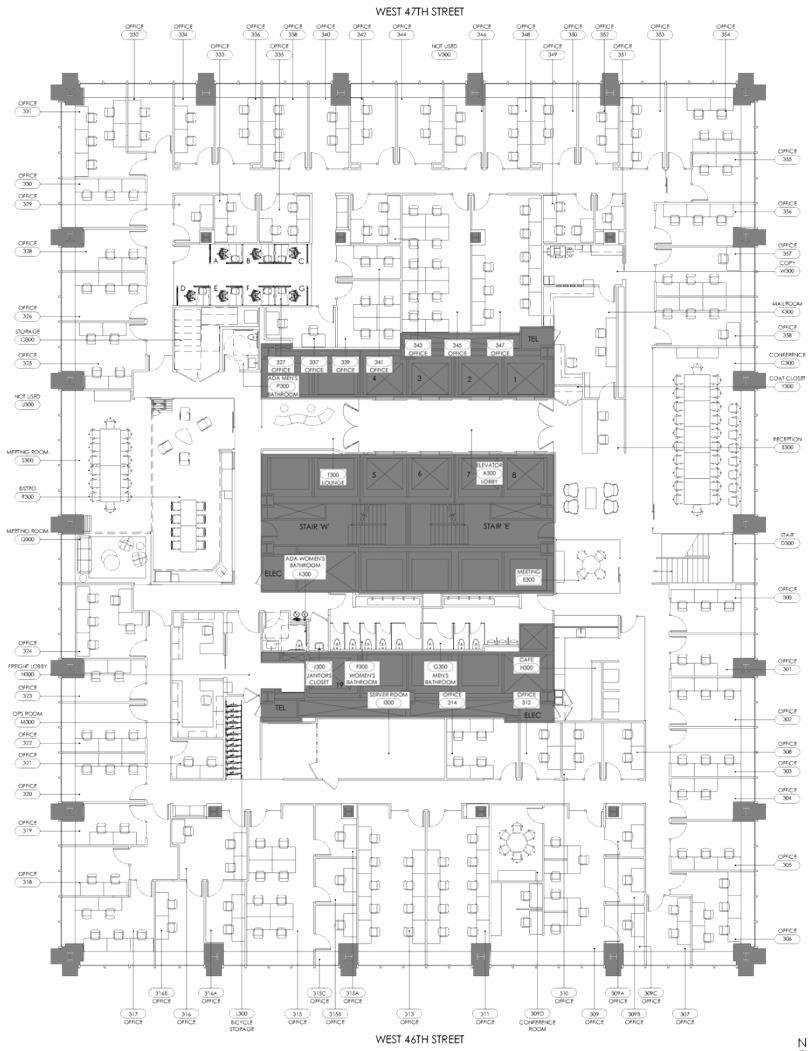 WEST 47TH STREET
OFFICE
332
OFFICE
334
OFFICE
333
OFFICE
336
OFFICE
335
OFFICE
338
OFFICE
340
OFFICE
342
OFFICE
344
NOT USED
V300
OFFICE
346
OFFICE
348
OFFICE
349
OFFICE
350
OFFICE
352
OFFICE
351
OFFICE
353
OFFICE
354
OFFICE
331
OFFICE
330
OFFICE
329
OFFICE
328
OFFICE
326
STORAGE
O300
OFFICE
325
NOT USED
U300
MEETING ROOM
S300
BISTRO
R300
MEETING ROOM
Q300
OFFICE
324
FREIGHT LOBBY
N300
OFFICE
323
OPS ROOM
M300
OFFICE
322
OFFICE
321
OFFICE
320
OFFICE
319
OFFICE
318
OFFICE
355
OFFICE
356
OFFICE
357
COPY
W300
MAILROOM
X300
OFFICE
358
CONFERENCE
C300
COAT CLOSET
Y300
RECEPTION
B300
STAIR
D300
OFFICE
300
OFFICE
301
OFFICE
302
OFFICE
308
OFFICE
303
OFFICE
304
OFFICE
305
OFFICE
306
A
B
C
D
E
F
G
TEL
343
OFFICE
345
OFFICE
347
OFFICE
327
OFFICE
337
OFFICE
339
OFFICE
341
OFFICE
ADA MEN'S
P300
BATHROOM
4
3
2
1
T300
LOUNGE
5
6
7
8
ELEVATOR
A300
LOBBY
STAIR 'W'
STAIR 'E'
ELEC
ADA WOMEN'S
BATHROOM
K300
MEETING
E300
J300
JANITORS
CLOSET
F300
WOMEN'S
BATHROOM
G300
MEN'S
BATHROOM
CAFE
H300
19
SERVER ROOM
I300
OFFICE
314
OFFICE
312
TEL
ELEC
317
OFFICE
316B
OFFICE
316
OFFICE
316A
OFFICE
L300
BICYCLE
STORAGE
315
OFFICE
315C
OFFICE
315B
OFFICE
315A
OFFICE
313
OFFICE
311
OFFICE
309D
CONFERENCE
ROOM
310
OFFICE
309
OFFICE
309A
OFFICE
309B
OFFICE
309C
OFFICE
307
OFFICE
WEST 46TH STREET
N